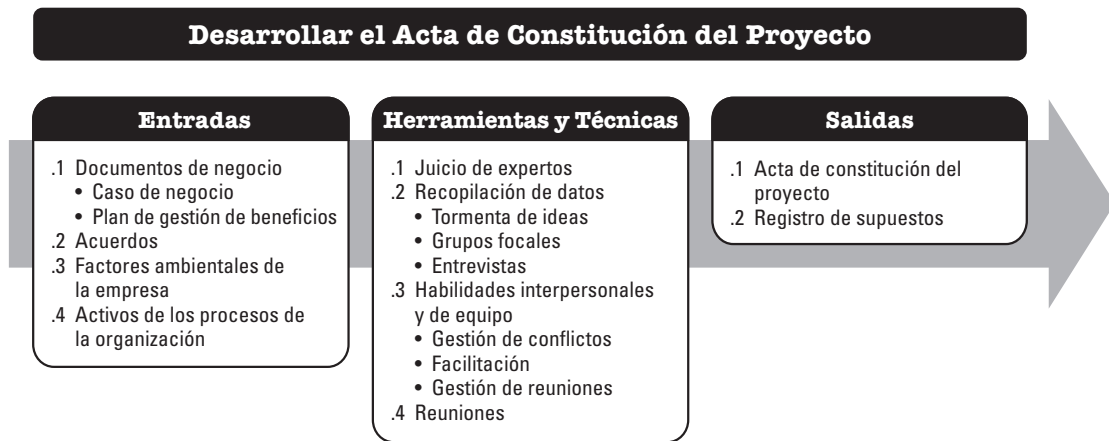 Desarrollar el Acta de Constitución del Proyecto
Entradas
.1 Documentos de negocio
• Caso de negocio
• Plan de gestión de beneficios
.2 Acuerdos
.3 Factores ambientales de
la empresa
.4 Activos de los procesos de
la organización
Herramientas y Técnicas
.1 Juicio de expertos
.2 Recopilación de datos
• Tormenta de ideas
• Grupos focales
• Entrevistas
.3 Habilidades interpersonales
y de equipo
• Gestión de conflictos
• Facilitación
• Gestión de reuniones
.4 Reuniones
Salidas
.1 Acta de constitución del
proyecto
.2 Registro de supuestos